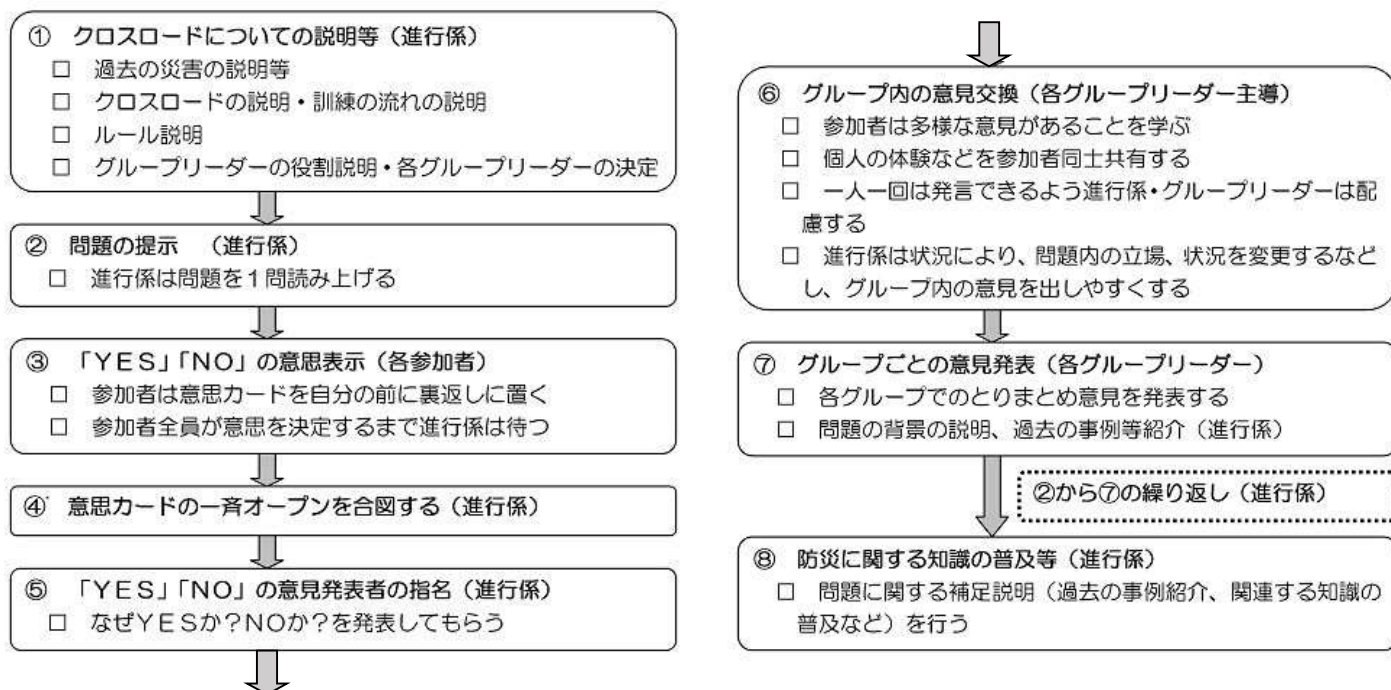 ① クロスロードについての説明等（進行係）
□ 過去の災害の説明等
□ クロスロードの説明・訓練の流れの説明
□ ルール説明
□ グループリーダーの役割説明・各グループリーダーの決定
② 問題の提示 （進行係）
□ 進行係は問題を１問読み上げる
③ 「ＹＥＳ」「ＮＯ」の意思表示（各参加者）
□ 参加者は意思カードを自分の前に裏返しに置く
□ 参加者全員が意思を決定するまで進行係は待つ
④ 意思カードの一斉オープンを合図する（進行係）
⑤ 「ＹＥＳ」「ＮＯ」の意見発表者の指名（進行係）
□ なぜＹＥＳか？ＮＯか？を発表してもらう
⑥ グループ内の意見交換（各グループリーダー主導）
□ 参加者は多様な意見があることを学ぶ
□ 個人の体験などを参加者同士共有する
□ 一人一回は発言できるよう進行係・グループリーダーは配
慮する
□ 進行係は状況により、問題内の立場、状況を変更するなど
し、グループ内の意見を出しやすくする
⑦ グループごとの意見発表（各グループリーダー）
□ 各グループでのとりまとめ意見を発表する
□ 問題の背景の説明、過去の事例等紹介（進行係）
②から⑦の繰り返し（進行係）
⑧ 防災に関する知識の普及等（進行係）
□ 問題に関する補足説明（過去の事例紹介、関連する知識の
普及など）を行う